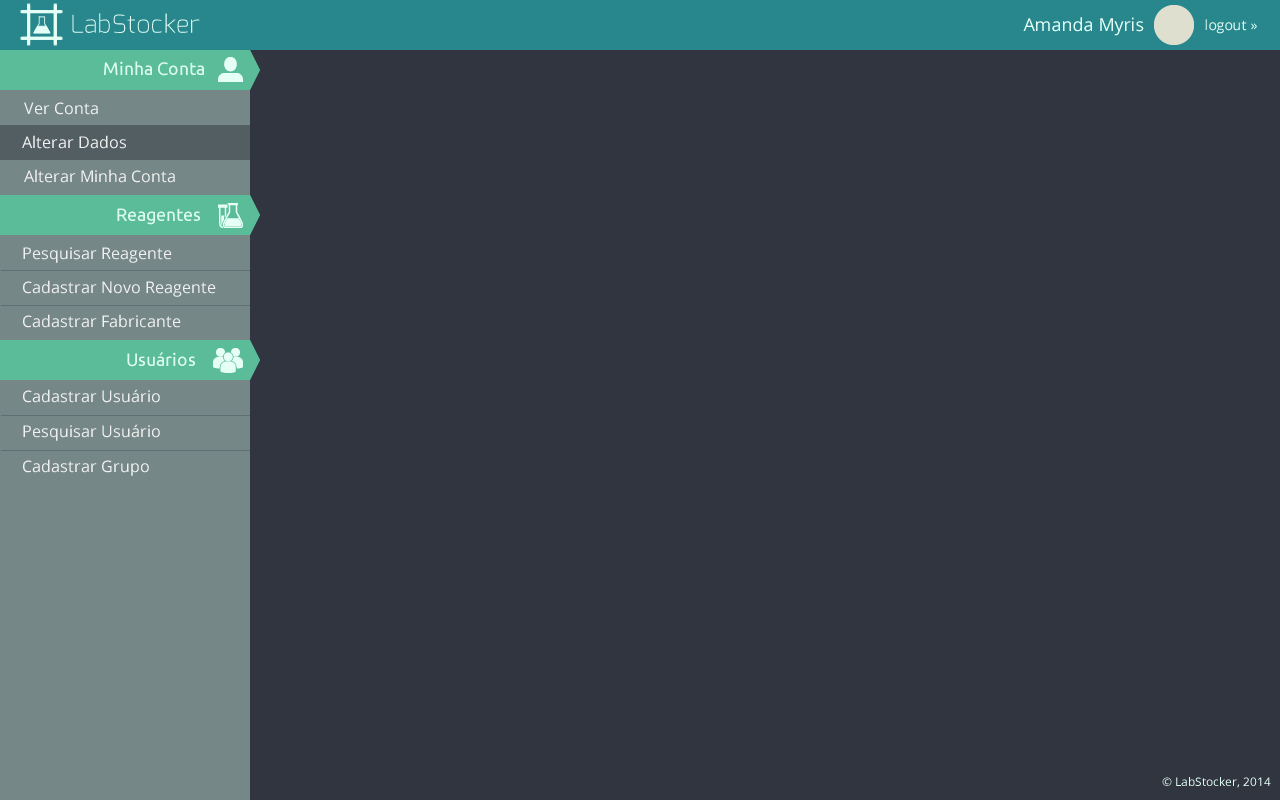 LabStocker
Amanda Myris
logout »
Minha Conta
Ver Conta
Alterar Dados
Alterar Minha Conta
Reagentes
Pesquisar Reagente
Cadastrar Novo Reagente
Cadastrar Fabricante
Usuários
Cadastrar Usuário
Pesquisar Usuário
Cadastrar Grupo
© LabStocker, 2014